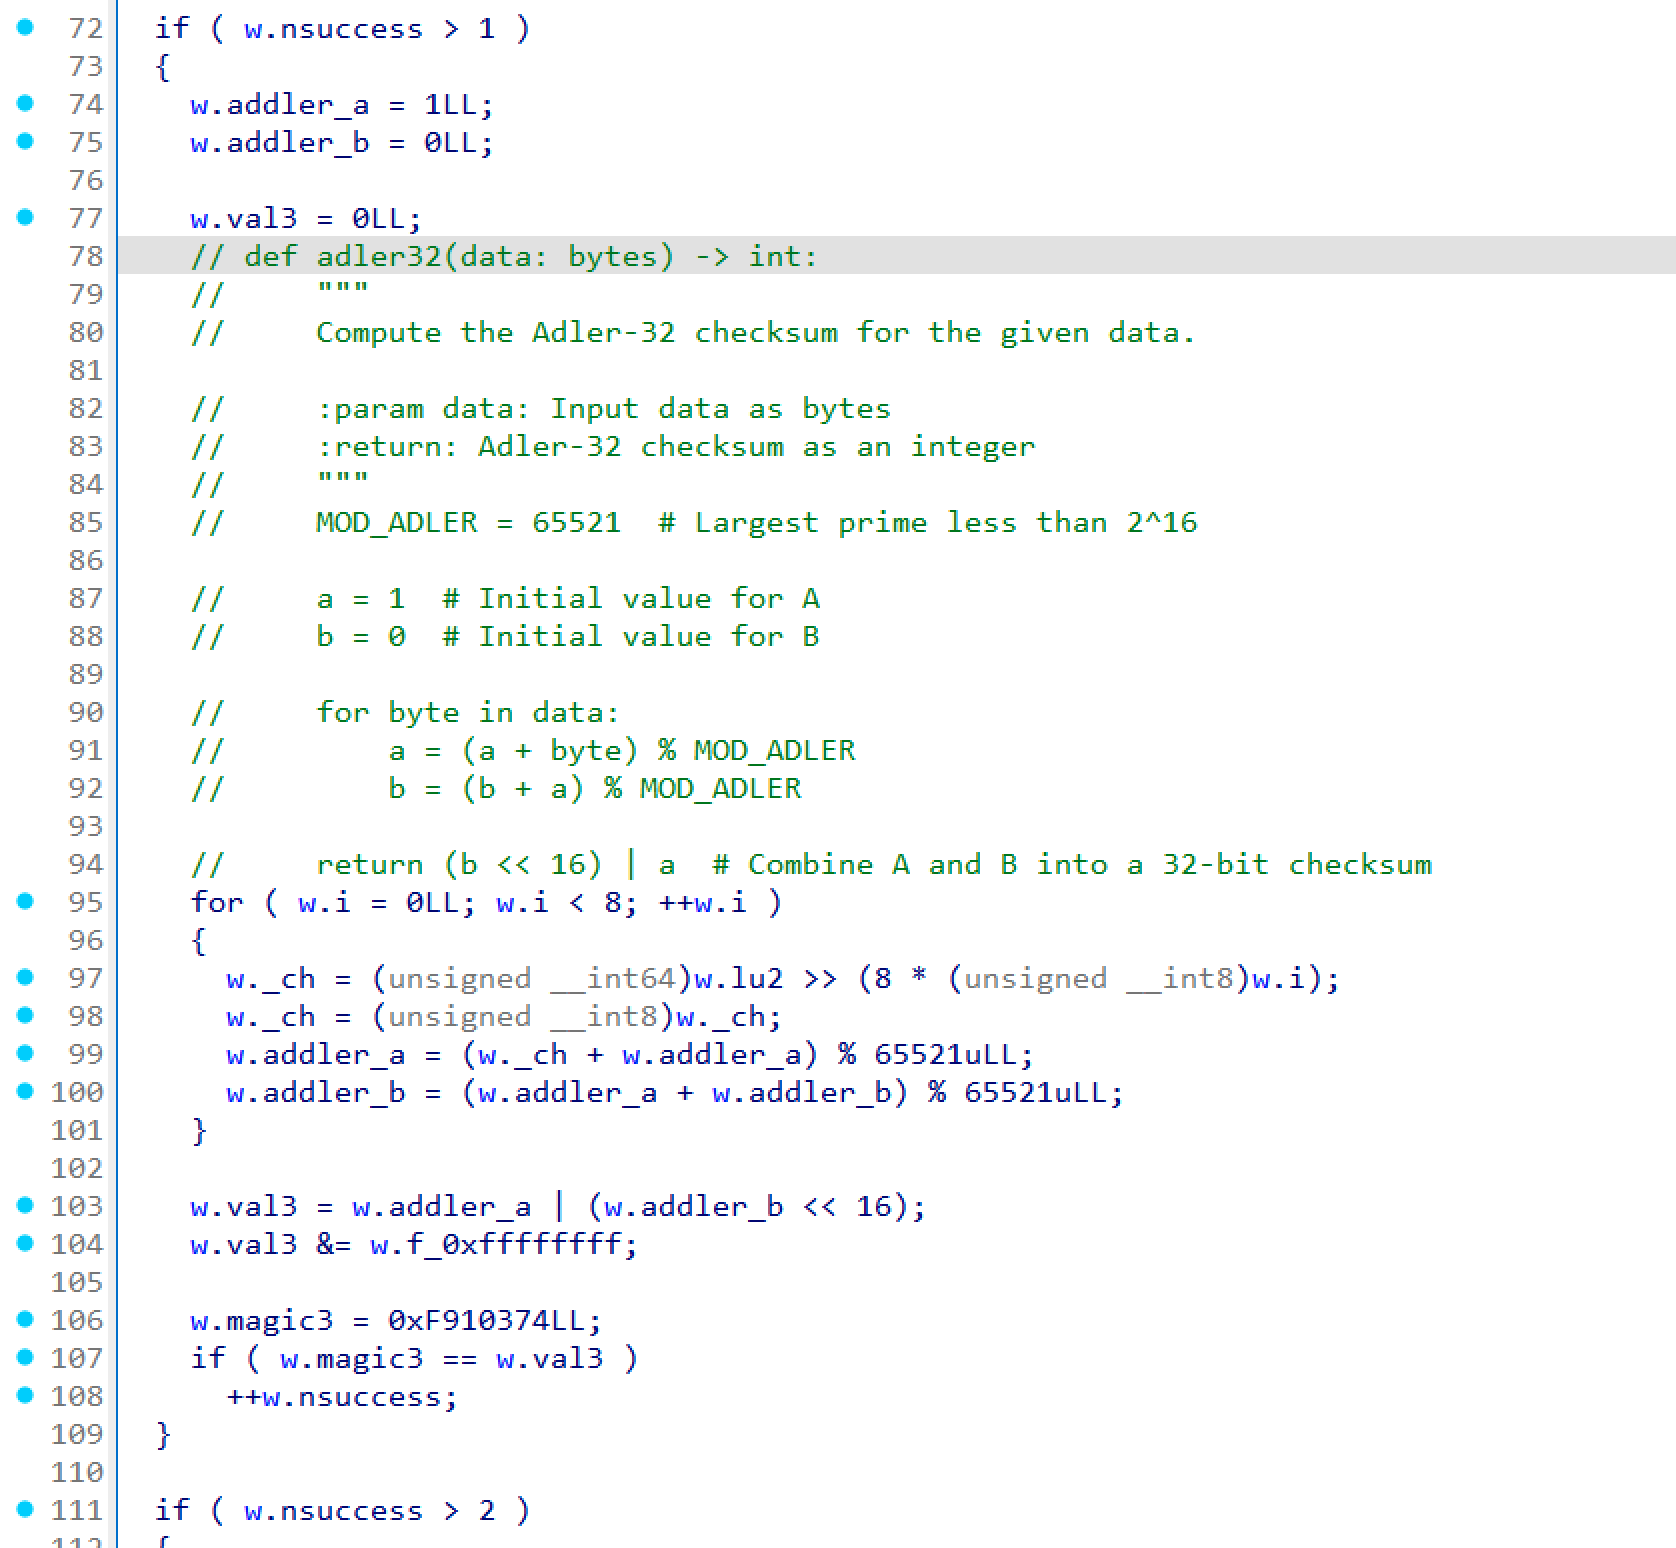 72 if ( w.nsuccess > 1 )
73 {
74 w.addler_a = 1LL;
75 w.addler_b = 0LL;
76
77 w.val3 = 0LL;
78 // def adler32(data: bytes) -> int:
79 // """
80 // Compute the Adler-32 checksum for the given data.
81
82 // :param data: Input data as bytes
83 // :return: Adler-32 checksum as an integer
84 // """
85 // MOD_ADLER = 65521 # Largest prime less than 2^16
86
87 // a = 1 # Initial value for A
88 // b = 0 # Initial value for B
89
90 // for byte in data:
91 // a = (a + byte) % MOD_ADLER
92 // b = (b + a) % MOD_ADLER
93
94 // return (b << 16) | a # Combine A and B into a 32-bit checksum
95 for ( w.i = 0LL; w.i < 8; ++w.i )
96 {
97 w._ch = (unsigned __int64)w.lu2 >> (8 * (unsigned __int8)w.i);
98 w._ch = (unsigned __int8)w._ch;
99 w.addler_a = (w._ch + w.addler_a) % 65521uLL;
100 w.addler_b = (w.addler_a + w.addler_b) % 65521uLL;
101 }
102
103 w.val3 = w.addler_a | (w.addler_b << 16);
104 w.val3 &= w.f_0xffffffff;
105
106 w.magic3 = 0xF910374LL;
107 if ( w.magic3 == w.val3 )
108 ++w.nsuccess;
109 }
110
111 if ( w.nsuccess > 2 )
112 {